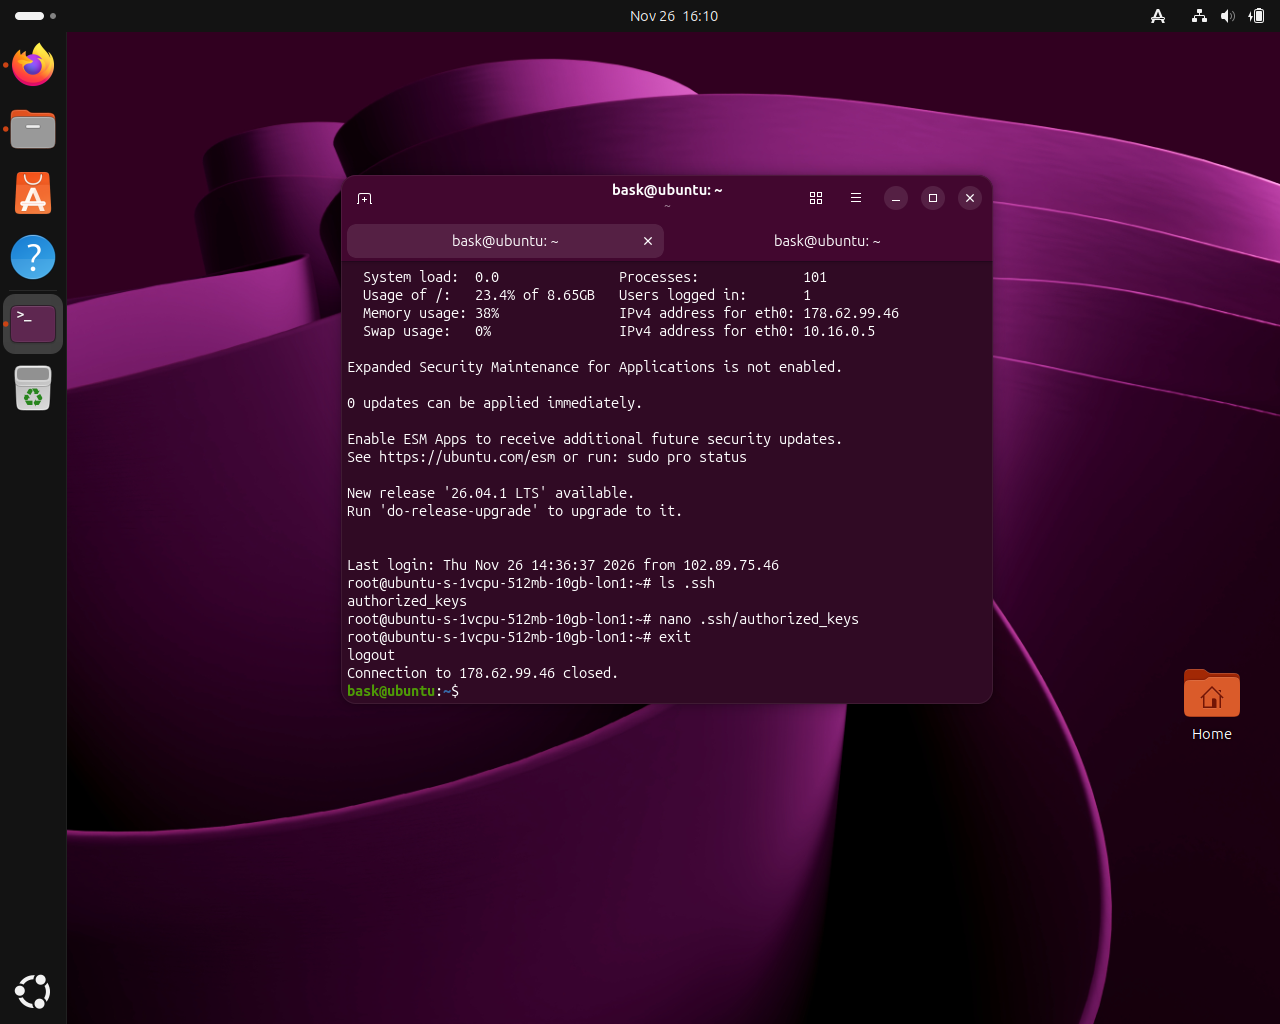 Nov 26 16:10
bask@ubuntu: ~
~
bask@ubuntu: ~
bask@ubuntu: ~
System load: 0.0 Processes: 101
Usage of /: 23.4% of 8.65GB Users logged in: 1
Memory usage: 38% IPv4 address for eth0: 178.62.99.46
Swap usage: 0% IPv4 address for eth0: 10.16.0.5
Expanded Security Maintenance for Applications is not enabled.
0 updates can be applied immediately.
Enable ESM Apps to receive additional future security updates.
See https://ubuntu.com/esm or run: sudo pro status
New release '26.04.1 LTS' available.
Run 'do-release-upgrade' to upgrade to it.
Last login: Thu Nov 26 14:36:37 2026 from 102.89.75.46
root@ubuntu-s-1vcpu-512mb-10gb-lon1:~# ls .ssh
authorized_keys
root@ubuntu-s-1vcpu-512mb-10gb-lon1:~# nano .ssh/authorized_keys
root@ubuntu-s-1vcpu-512mb-10gb-lon1:~# exit
logout
Connection to 178.62.99.46 closed.
bask@ubuntu:~$
Home